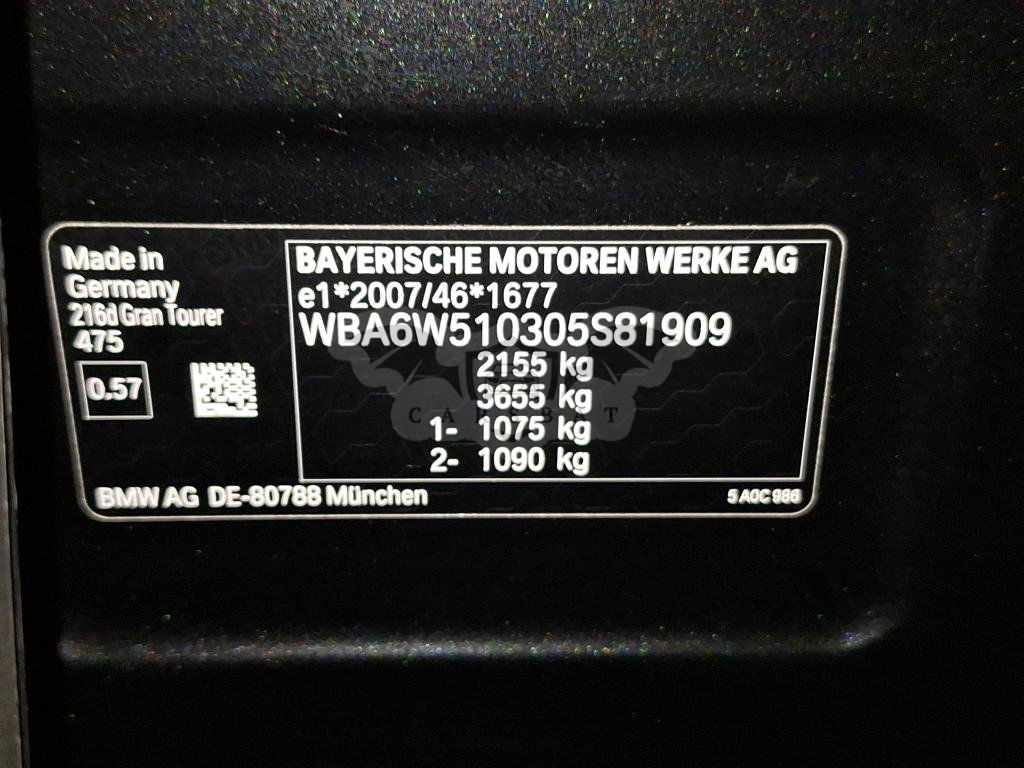 Made in
Germany
216d Gran Tourer
475
0.57
BAYERISCHE MOTOREN WERKE AG
e1*2007/46*1677
WBA6W510305S81909
2155 kg
3655 kg
1- 1075 kg
2- 1090 kg
CARSBAT
BMW AG DE-80788 München
5 A0C 986